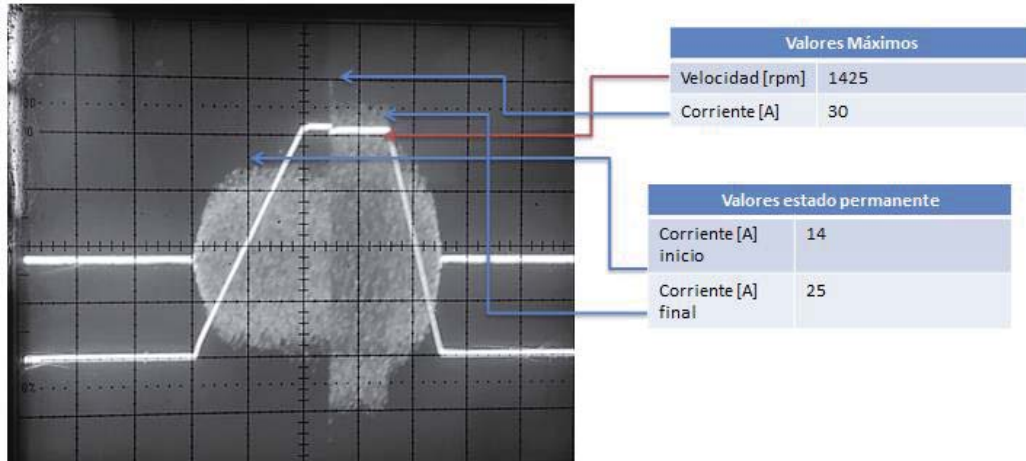 Valores Máximos
Velocidad [rpm] 1425
Corriente [A] 30
Valores estado permanente
Corriente [A] 14
inicio
Corriente [A] 25
final